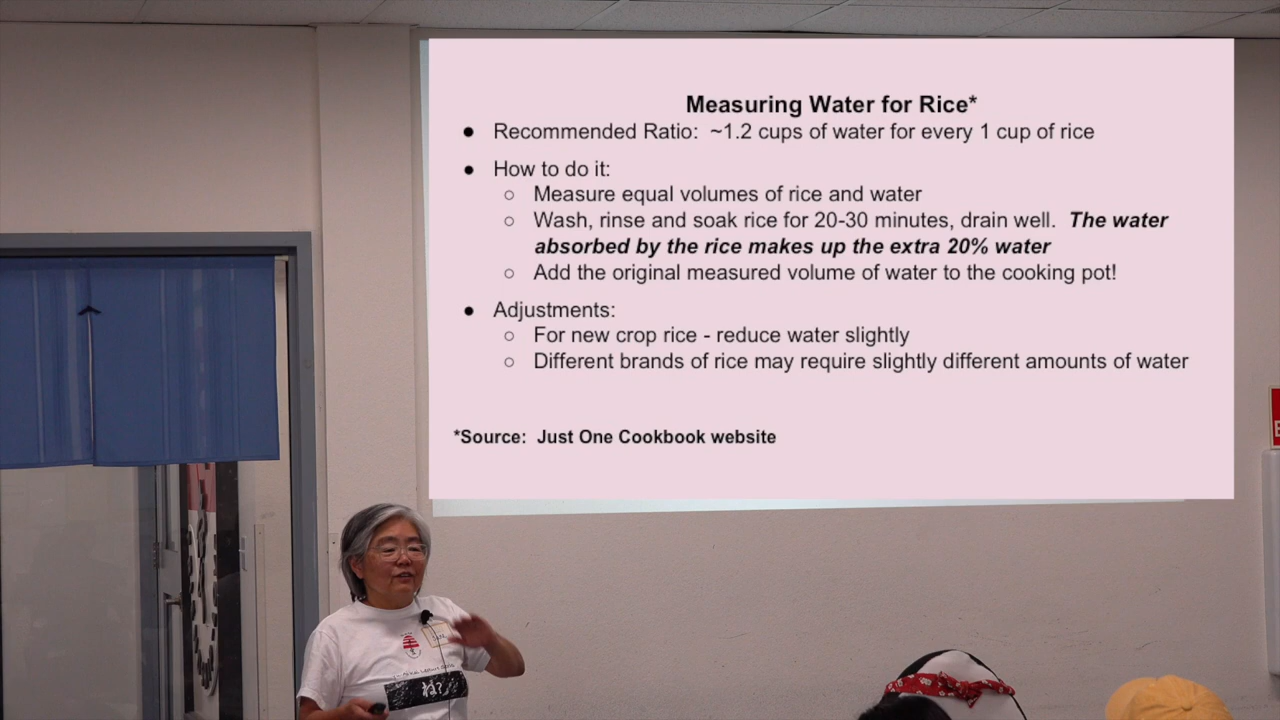 Measuring Water for Rice*
● Recommended Ratio: ~1.2 cups of water for every 1 cup of rice
● How to do it:
○ Measure equal volumes of rice and water
○ Wash, rinse and soak rice for 20-30 minutes, drain well. The water
absorbed by the rice makes up the extra 20% water
○ Add the original measured volume of water to the cooking pot!
● Adjustments:
○ For new crop rice - reduce water slightly
○ Different brands of rice may require slightly different amounts of water
*Source: Just One Cookbook website
ね?